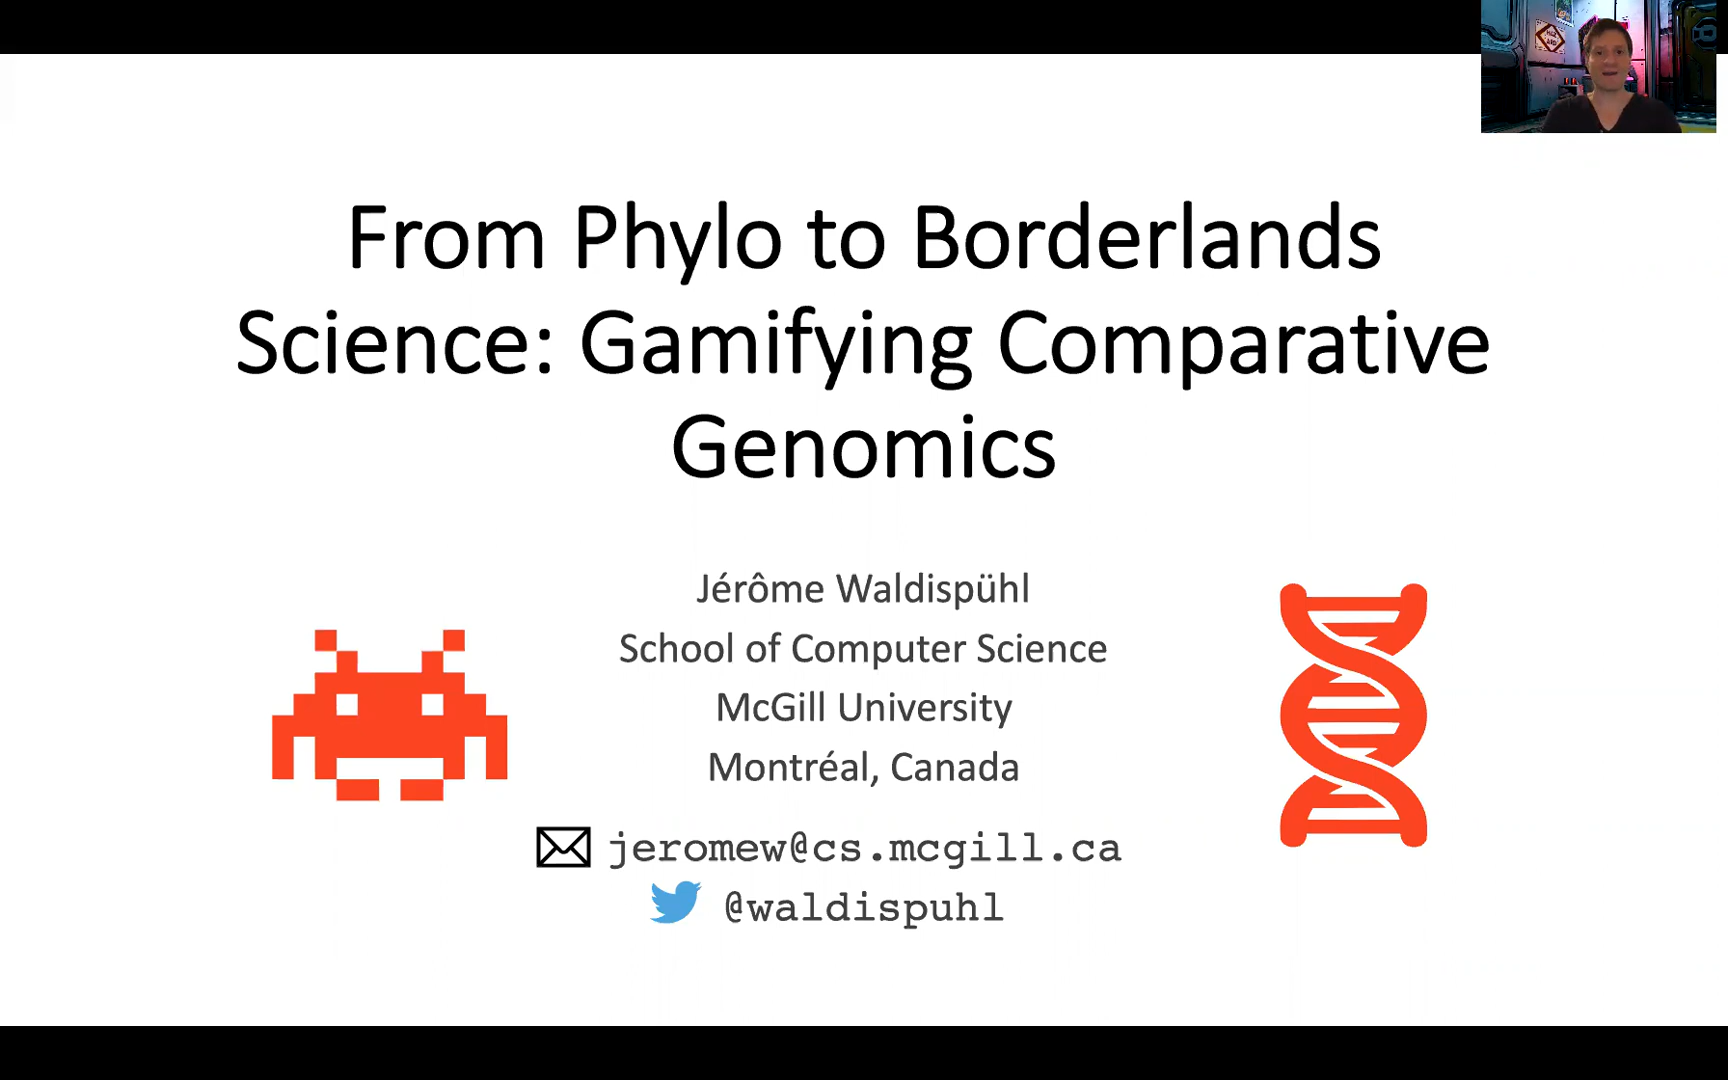 From Phylo to Borderlands
Science: Gamifying Comparative
Genomics
Jérôme Waldispühl
School of Computer Science
McGill University
Montréal, Canada
jeromew@cs.mcgill.ca
@waldispuhl